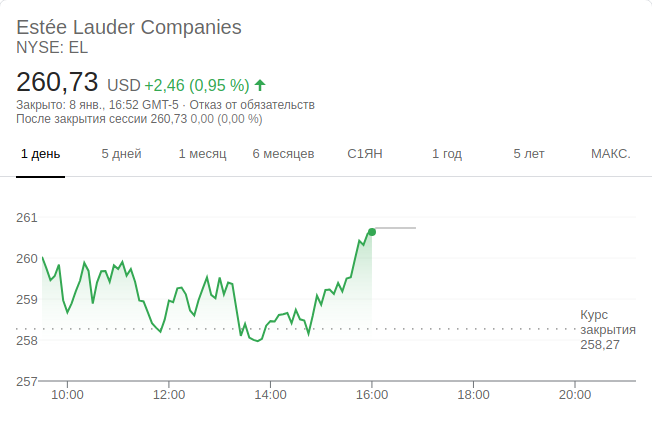 Estée Lauder Companies
NYSE: EL
260,73 USD +2,46 (0,95 %)
Закрыто: 8 янв., 16:52 GMT-5 · Отказ от обязательств
После закрытия сессии 260,73 0,00 (0,00 %)
1 день 5 дней 1 месяц 6 месяцев С1ЯН 1 год 5 лет МАКС.
261
260
259
258
257
Курс
закрытия
258,27
10:00 12:00 14:00 16:00 18:00 20:00